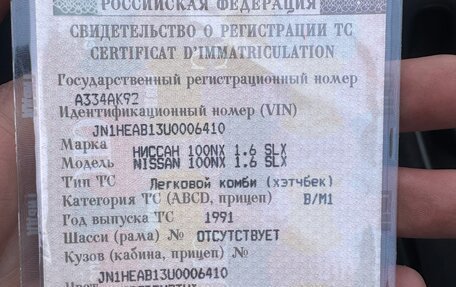 РОССИЙСКАЯ ФЕДЕРАЦИЯ
СВИДЕТЕЛЬСТВО О РЕГИСТРАЦИИ ТС
CERTIFICAT D'IMMATRICULATION
Государственный регистрационный номер
А334АК92
Идентификационный номер (VIN)
JN1HEAB13U0006410
Марка НИССАН 100NX 1.6 SLX
Модель NISSAN 100NX 1.6 SLX
Тип ТС Легковой комби (хэтчбек)
Категория ТС (ABCD, прицеп) B/M1
Год выпуска ТС 1991
Шасси (рама) № ОТСУТСТВУЕТ
Кузов (кабина, прицеп) №
JN1HEAB13U0006410